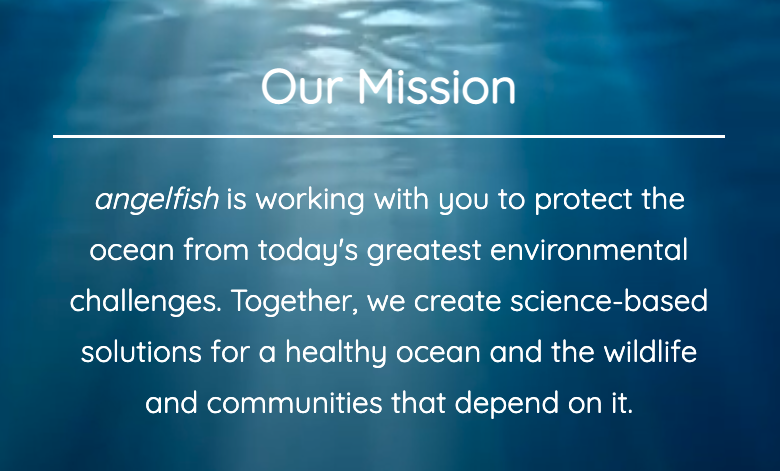 Our Mission
angelfish is working with you to protect the
ocean from today's greatest environmental
challenges. Together, we create science-based
solutions for a healthy ocean and the wildlife
and communities that depend on it.